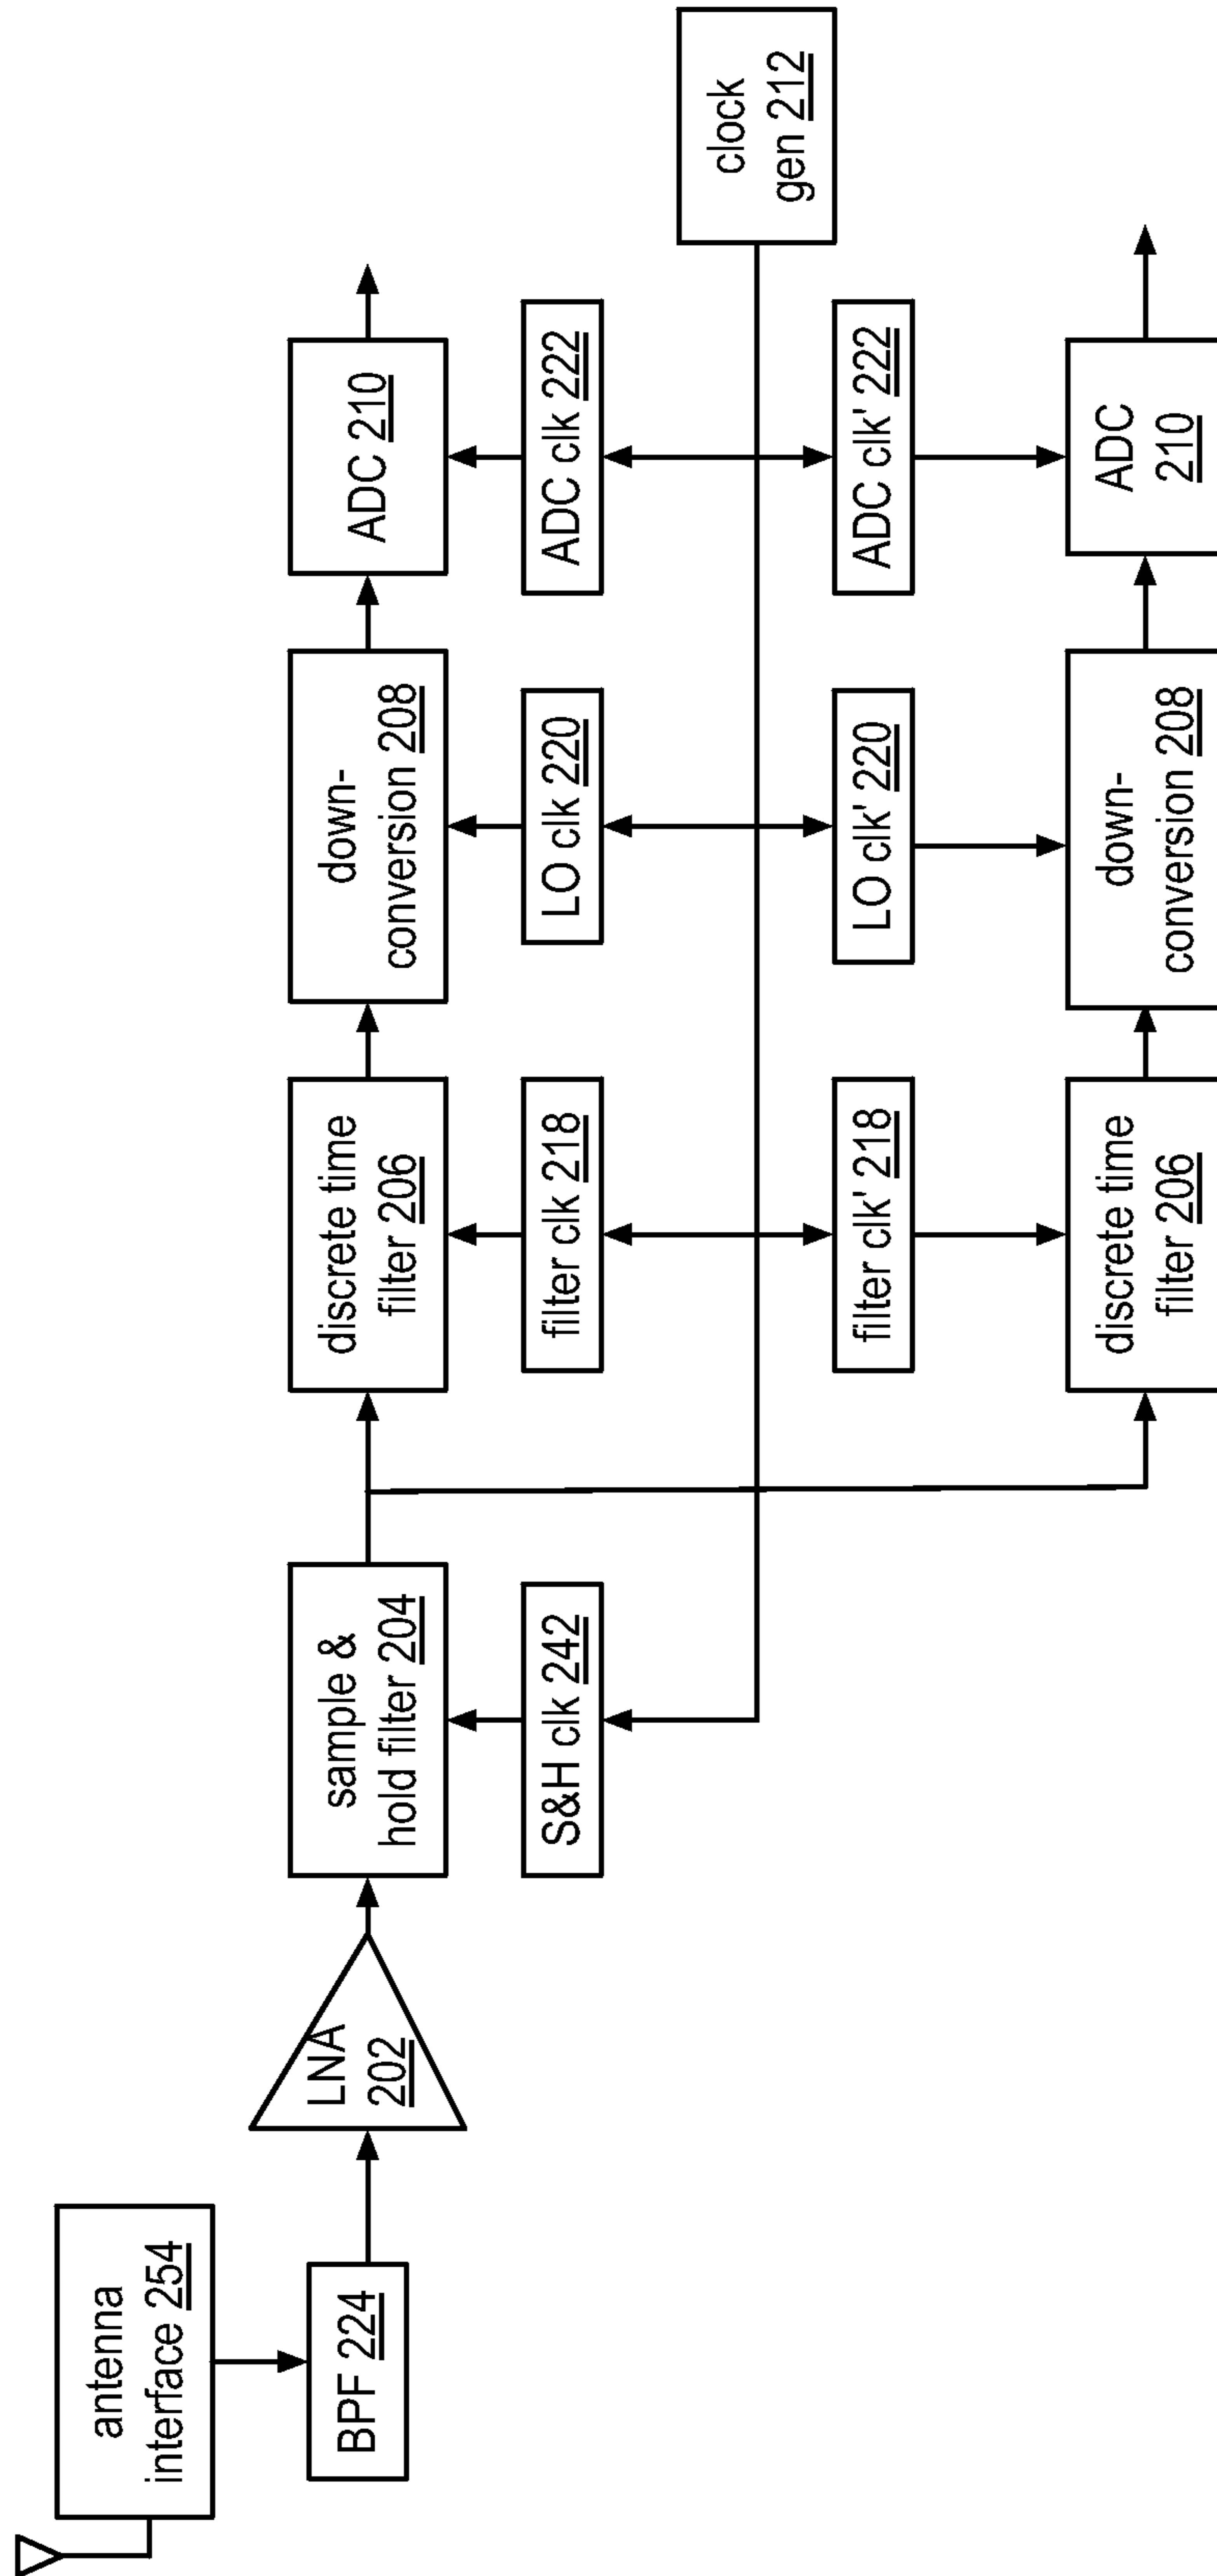 antenna
interface 254
BPF 224
LNA
202
sample &
hold filter 204
S&H clk 242
discrete time
filter 206
down-
conversion 208
ADC 210
filter clk 218
LO clk 220
ADC clk 222
clock
gen 212
filter clk' 218
LO clk' 220
ADC clk' 222
discrete time
filter 206
down-
conversion 208
ADC
210